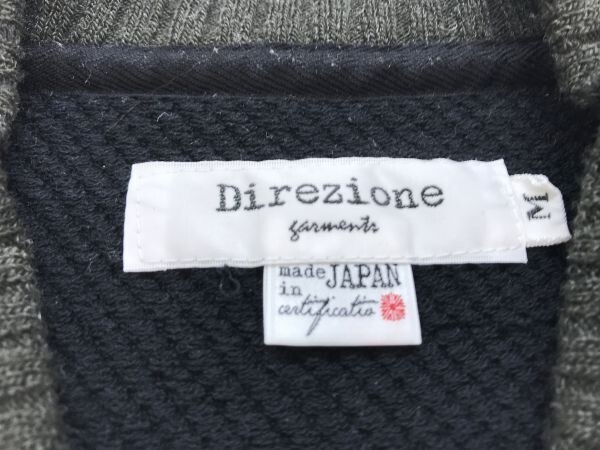 Direzione
garments
M
made in JAPAN
certificatio